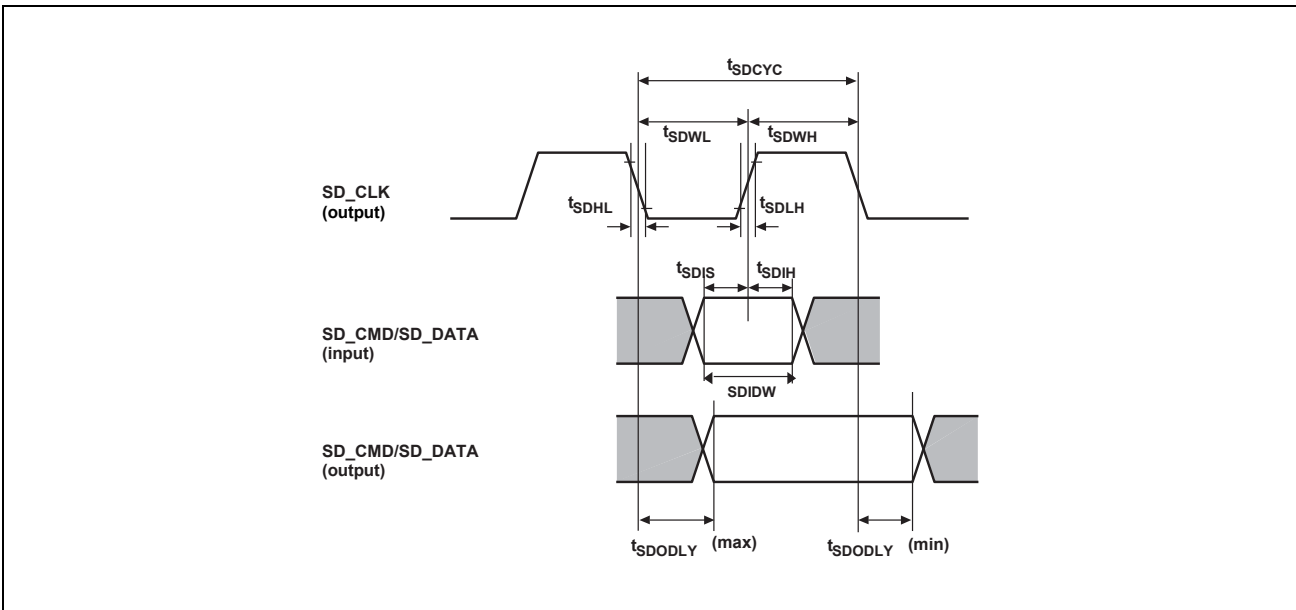 tSDCYC
tSDWL tSDWH
SD_CLK
(output)
tSDHL tSDLH
tSDIS tSDIH
SD_CMD/SD_DATA
(input)
SDIDW
SD_CMD/SD_DATA
(output)
tSDODLY (max) tSDODLY (min)